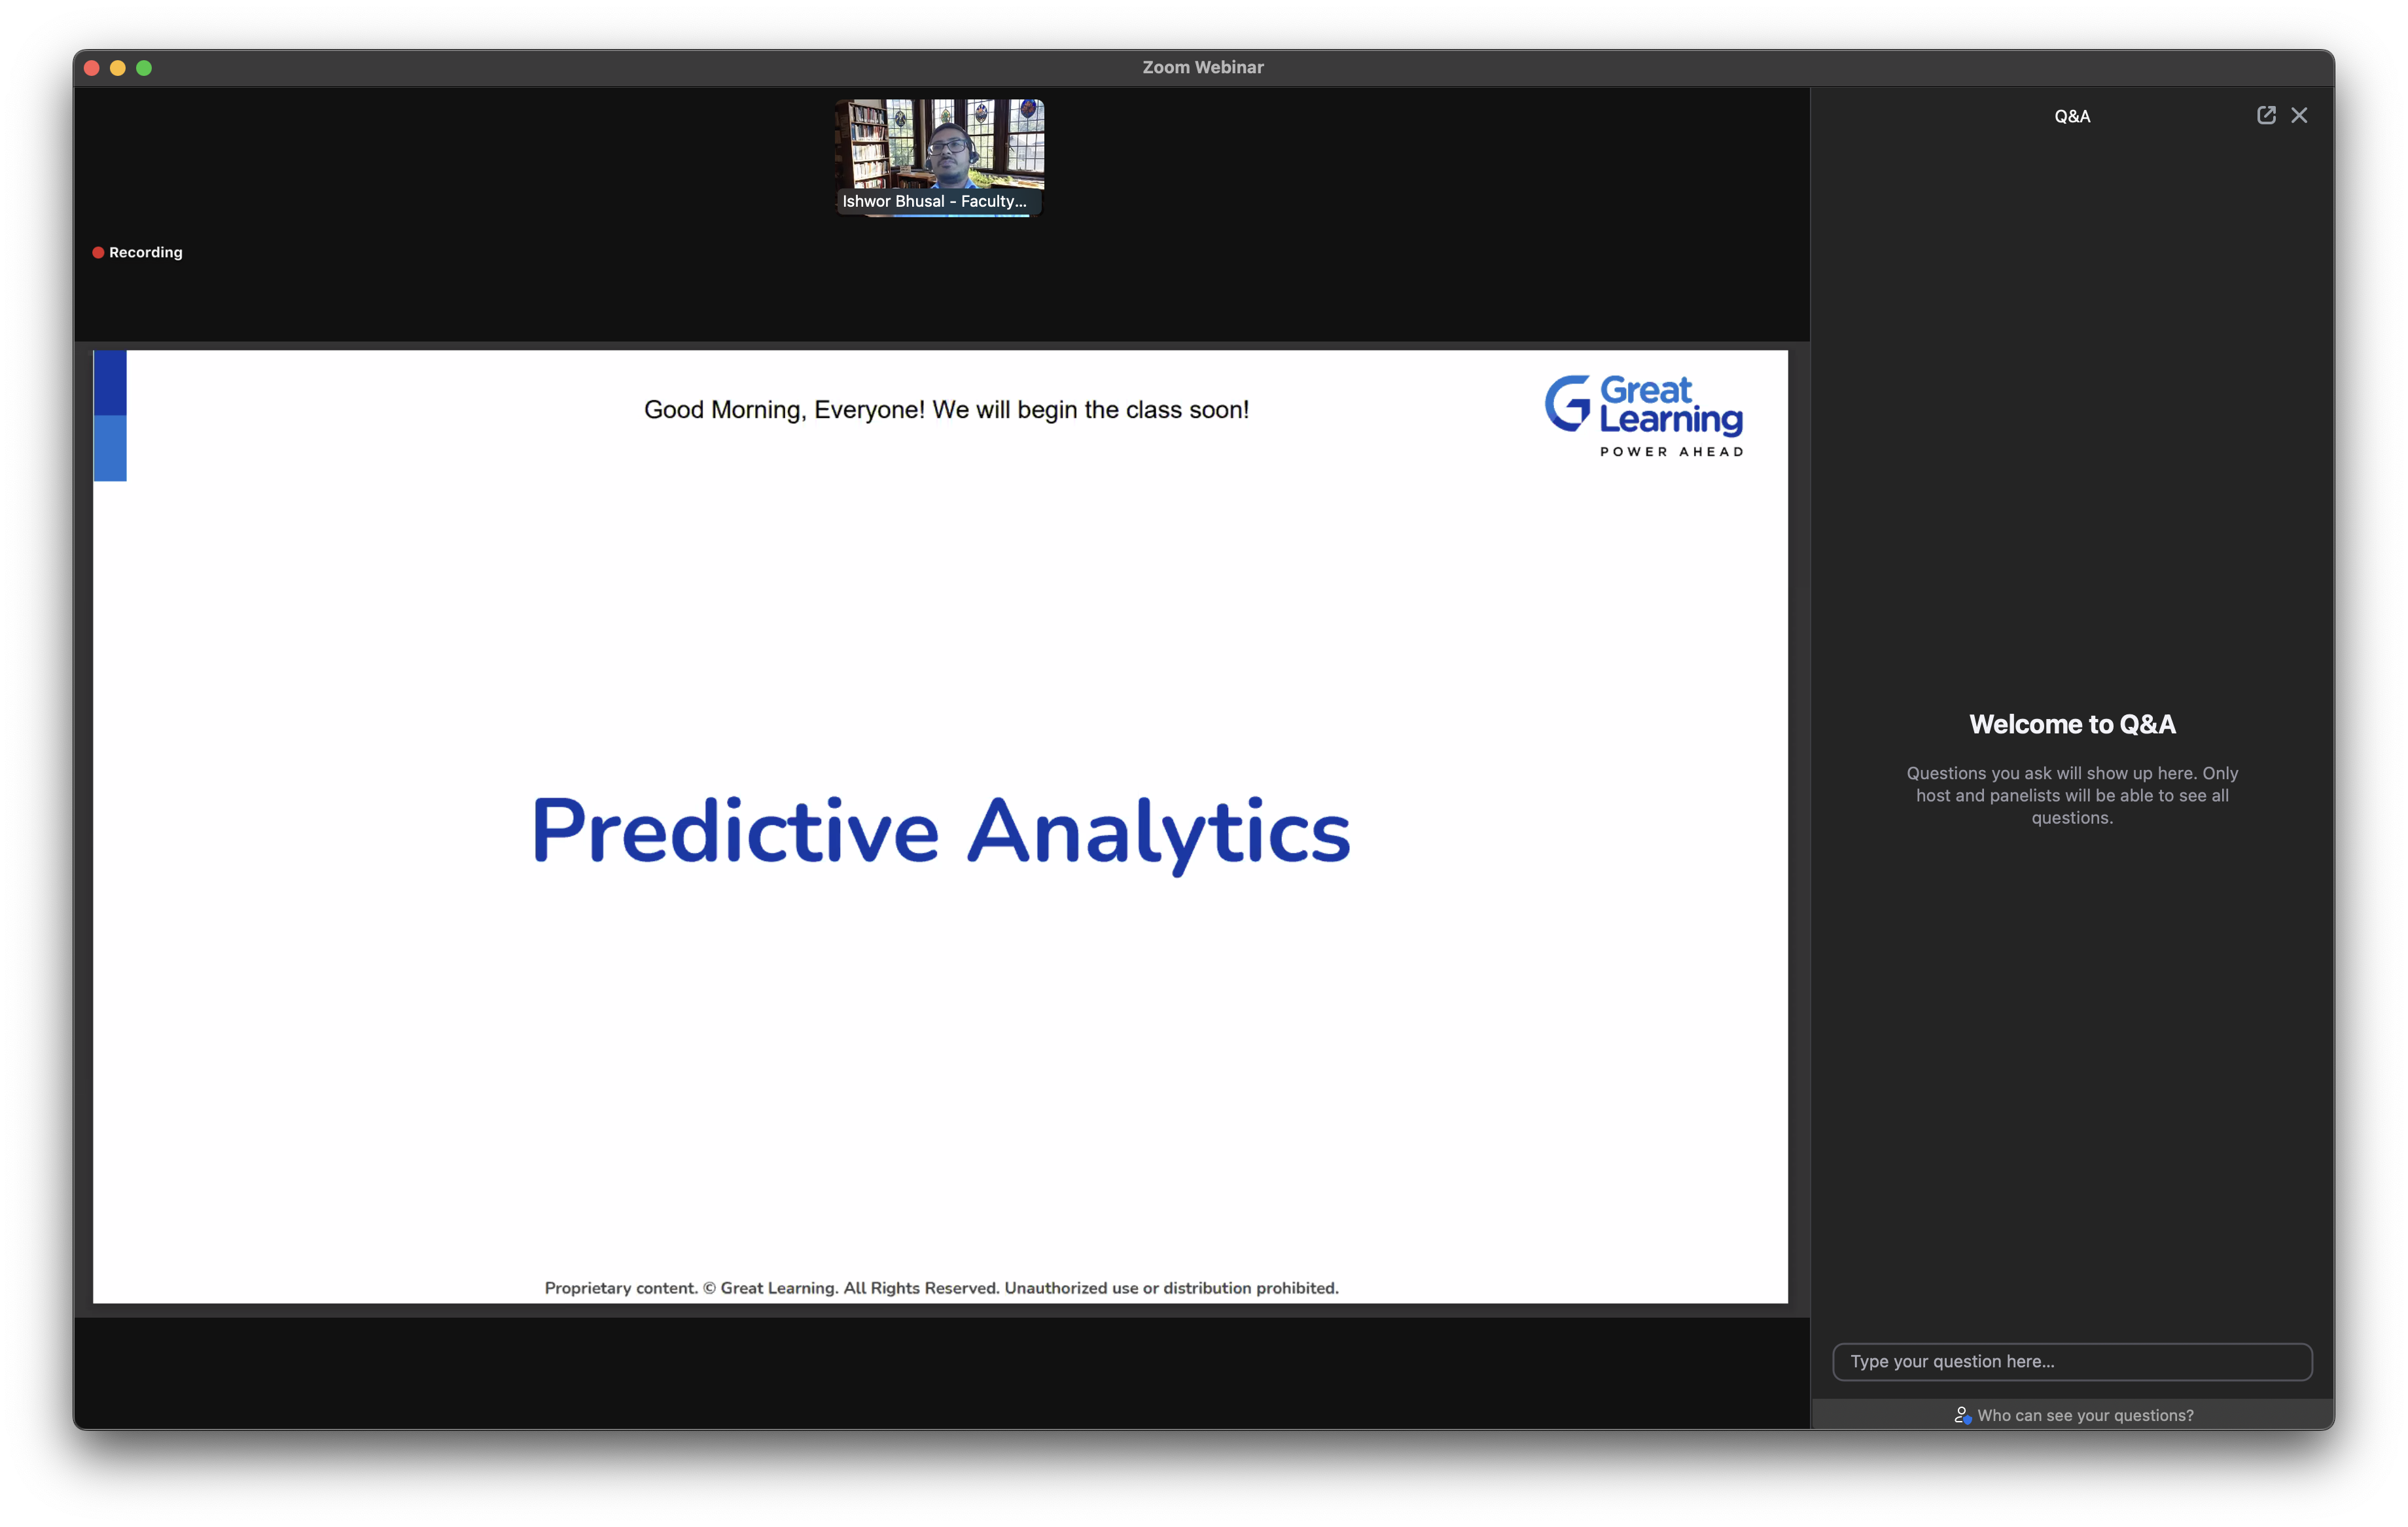 Zoom Webinar
Ishwor Bhusal - Faculty...
Recording
Good Morning, Everyone! We will begin the class soon!
Great
Learning
POWER AHEAD
Predictive Analytics
Proprietary content. © Great Learning. All Rights Reserved. Unauthorized use or distribution prohibited.
Q&A
Welcome to Q&A
Questions you ask will show up here. Only
host and panelists will be able to see all
questions.
Type your question here...
Who can see your questions?